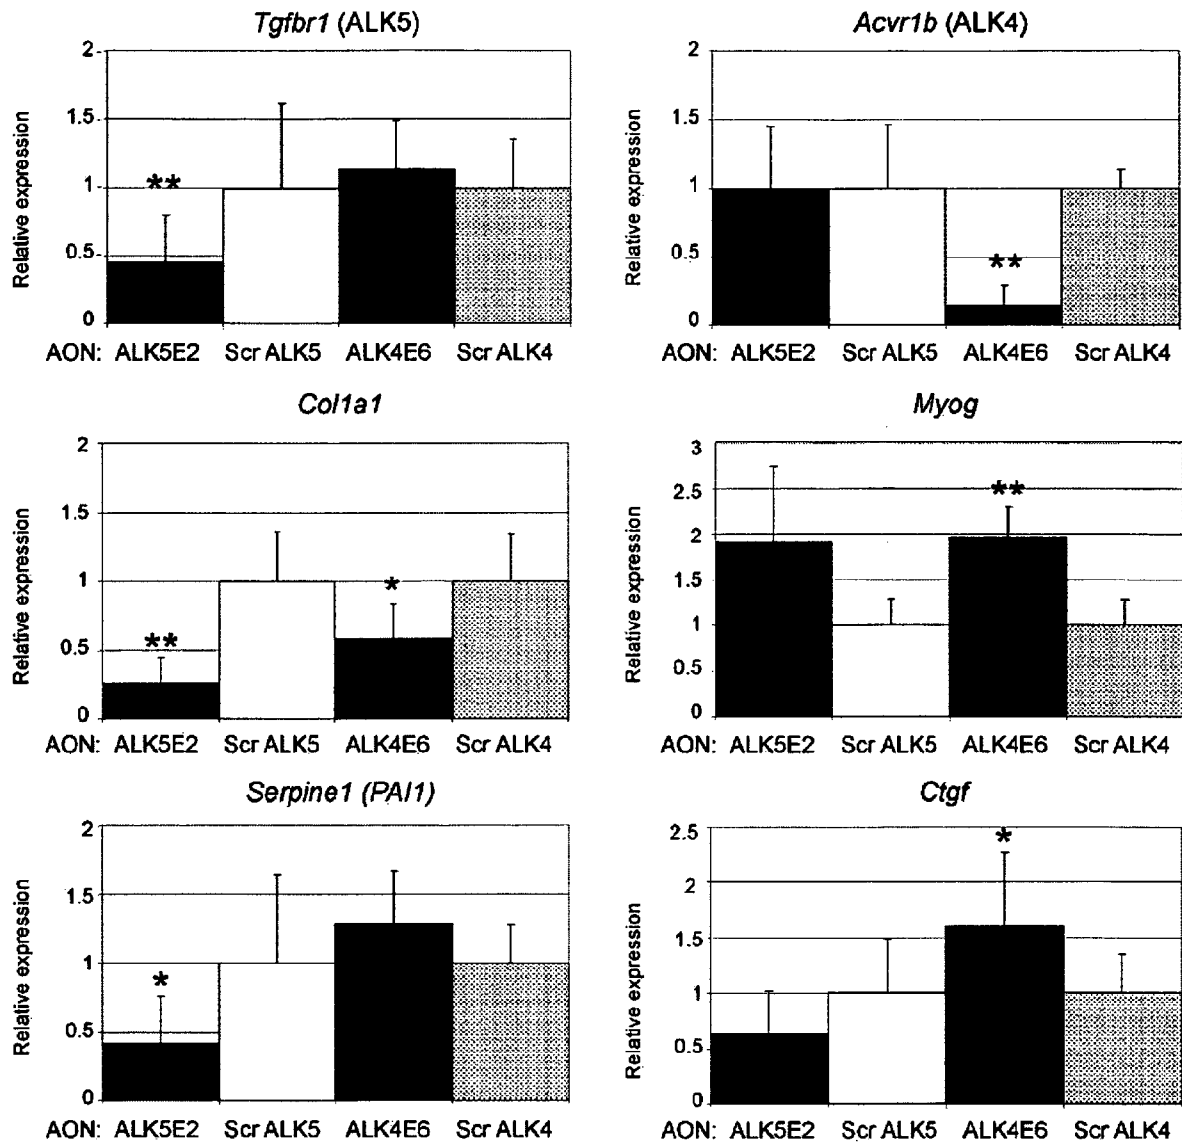 Tgfbr1 (ALK5)
2
1.5
1
0.5
0
Relative expression
**
AON: ALK5E2 Scr ALK5 ALK4E6 Scr ALK4
Acvr1b (ALK4)
2
1.5
1
0.5
0
Relative expression
**
AON: ALK5E2 Scr ALK5 ALK4E6 Scr ALK4
Col1a1
2
1.5
1
0.5
0
Relative expression
**
*
AON: ALK5E2 Scr ALK5 ALK4E6 Scr ALK4
Myog
3
2.5
2
1.5
1
0.5
0
Relative expression
**
AON: ALK5E2 Scr ALK5 ALK4E6 Scr ALK4
Serpine1 (PAI1)
2
1.5
1
0.5
0
Relative expression
*
AON: ALK5E2 Scr ALK5 ALK4E6 Scr ALK4
Ctgf
2.5
2
1.5
1
0.5
0
Relative expression
*
AON: ALK5E2 Scr ALK5 ALK4E6 Scr ALK4